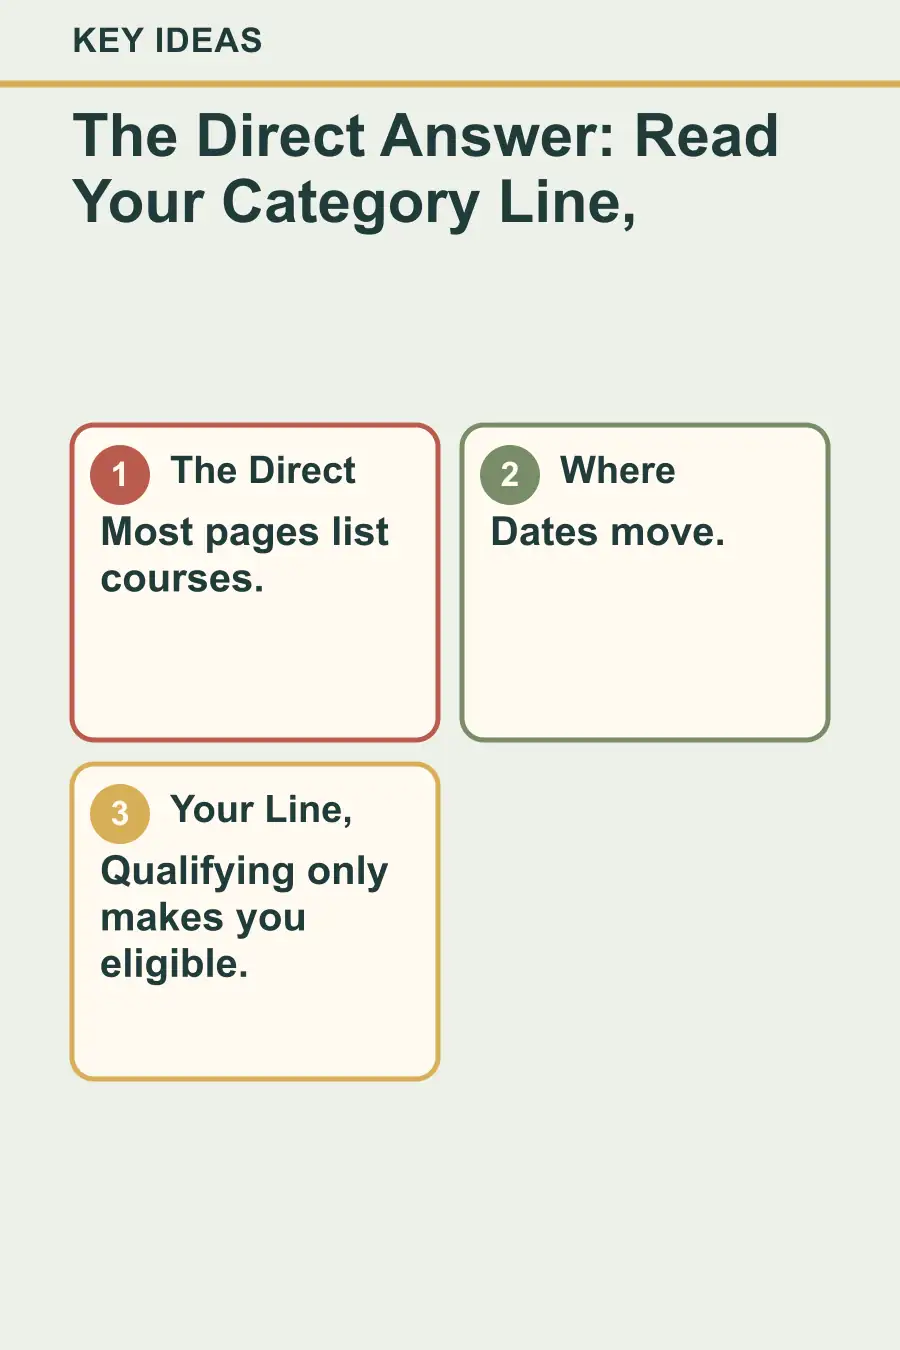 KEY IDEAS
The Direct Answer: Read
Your Category Line,
1 The Direct
Most pages list
courses.
2 Where
Dates move.
3 Your Line,
Qualifying only
makes you
eligible.